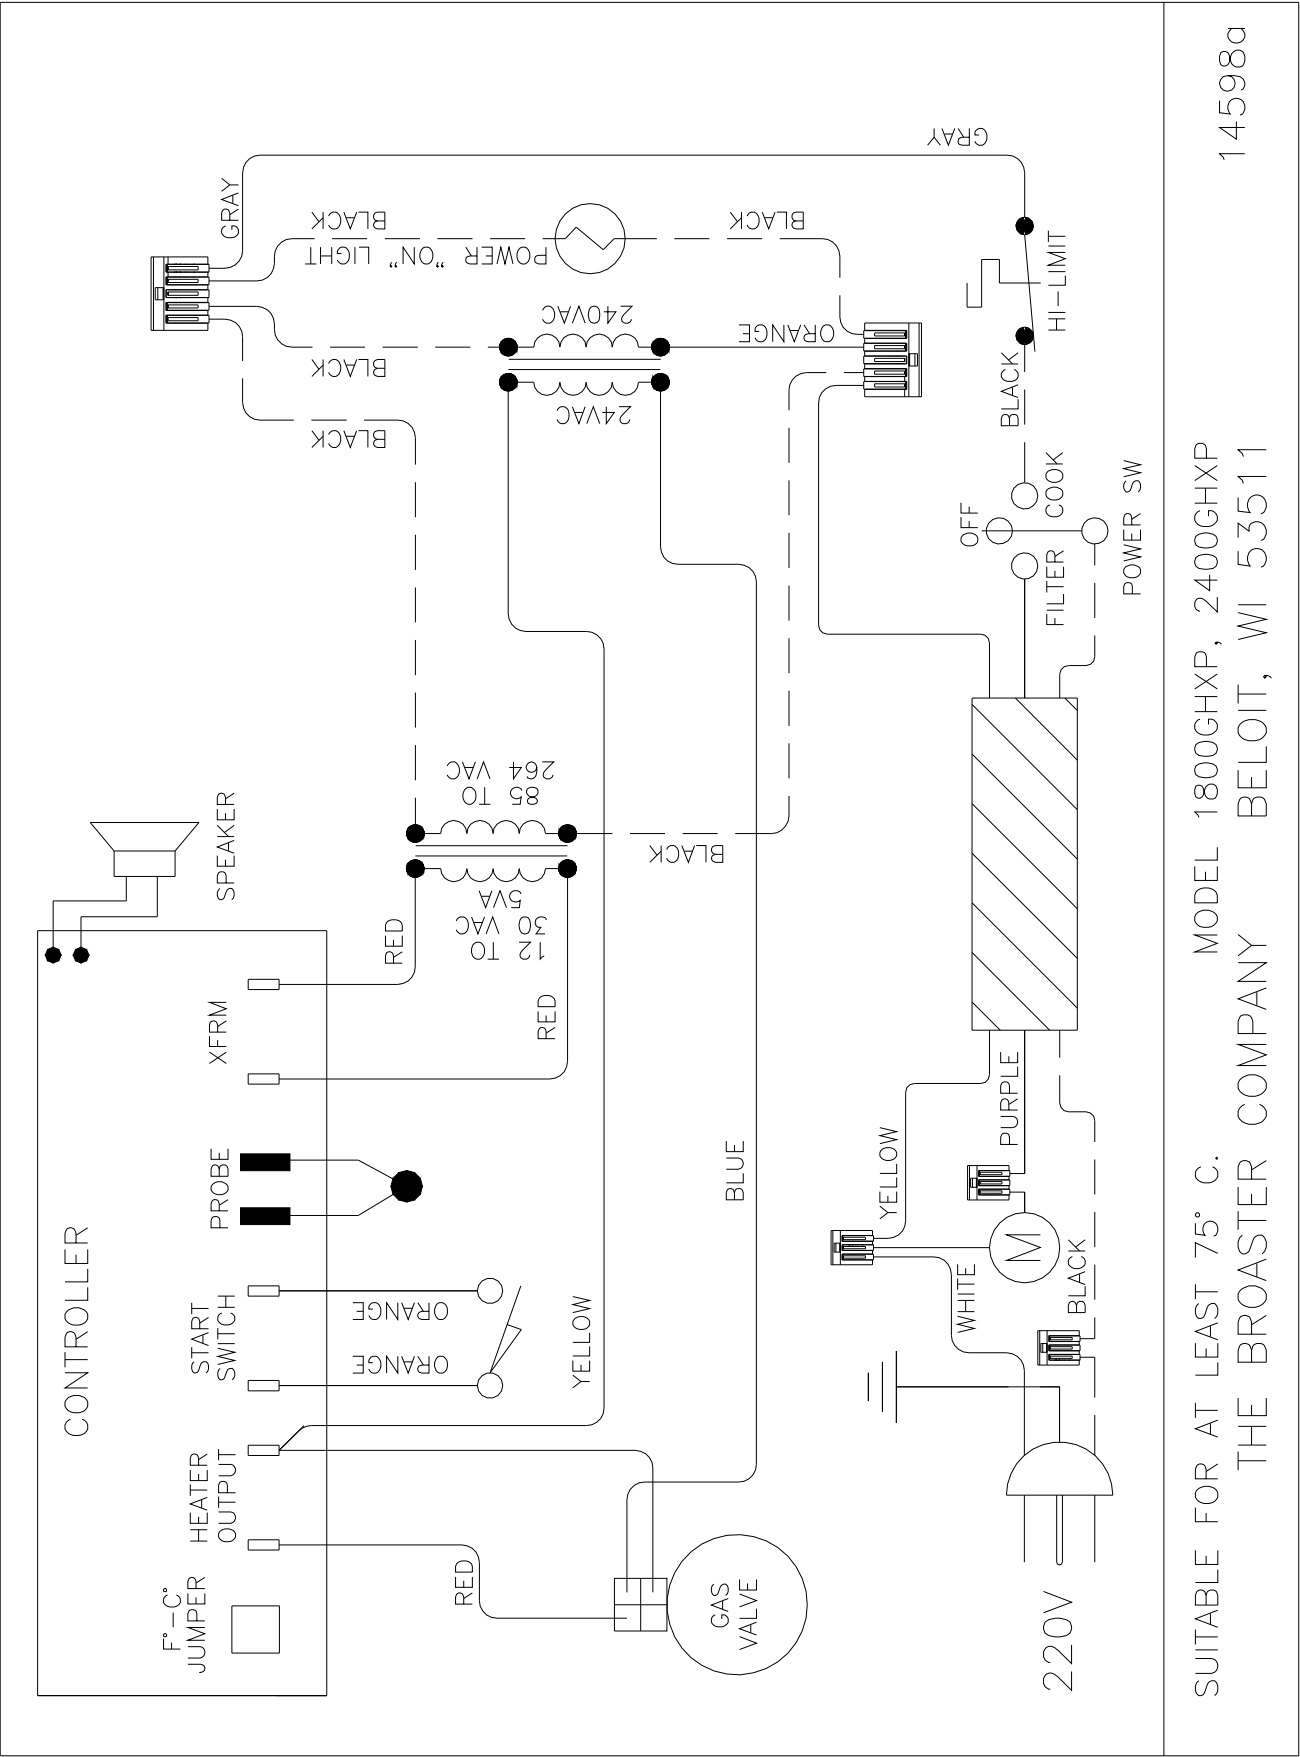 CONTROLLER
F°-C°
JUMPER
HEATER
OUTPUT
START
SWITCH
PROBE
XFRM
SPEAKER
RED
ORANGE
ORANGE
YELLOW
RED
RED
12 TO
30 VAC
5VA
85 TO
264 VAC
BLACK
BLACK
BLACK
GRAY
BLACK
POWER "ON" LIGHT
BLACK
GRAY
240VAC
24VAC
ORANGE
GAS
VALVE
BLUE
YELLOW
WHITE
M
PURPLE
BLACK
220V
OFF
FILTER
COOK
POWER SW
BLACK
HI-LIMIT
SUITABLE FOR AT LEAST 75° C.
MODEL 1800GHXP, 2400GHXP
14598a
THE BROASTER COMPANY
BELOIT, WI 53511